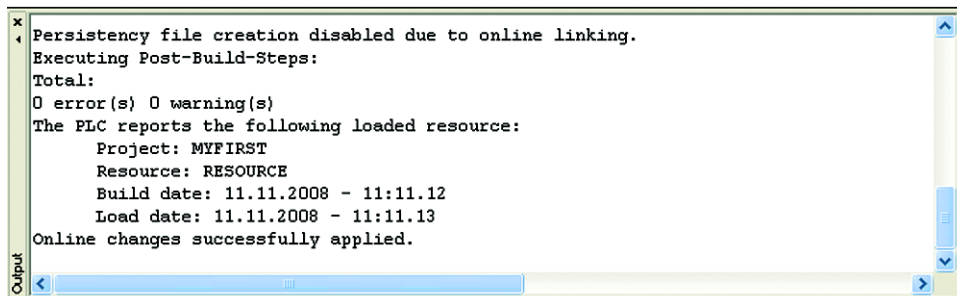 Persistency file creation disabled due to online linking.
Executing Post-Build-Steps:
Total:
0 error(s) 0 warning(s)
The PLC reports the following loaded resource:
Project: MYFIRST
Resource: RESOURCE
Build date: 11.11.2008 - 11:11.12
Load date: 11.11.2008 - 11:11.13
Online changes successfully applied.
Output